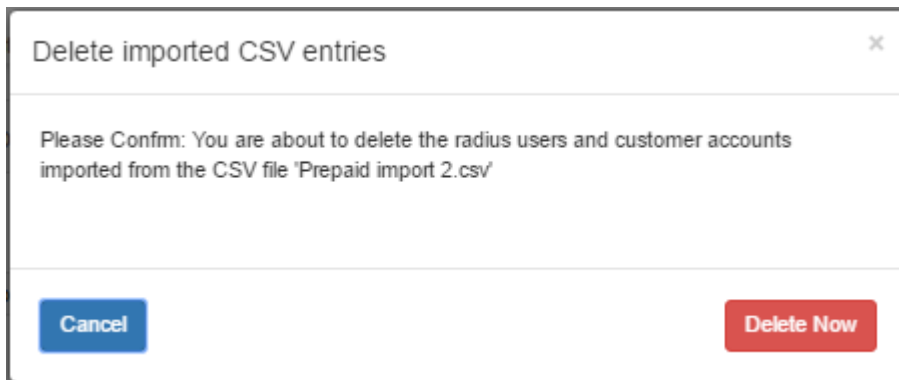 Delete imported CSV entries
×
Please Confrm: You are about to delete the radius users and customer accounts
imported from the CSV file 'Prepaid import 2.csv'
Cancel
Delete Now